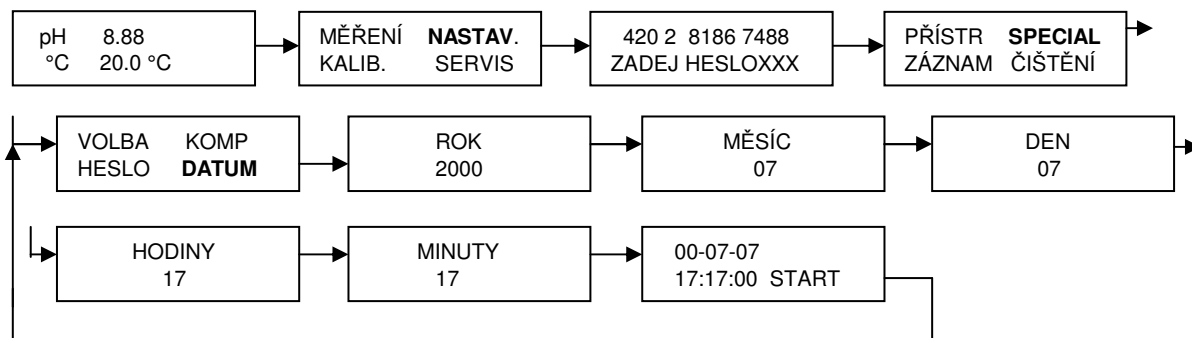 pH 8.88
°C 20.0 °C
MĚŘENÍ NASTAV.
KALIB. SERVIS
420 2 8186 7488
ZADEJ HESLOXXX
PŘÍSTR SPECIAL
ZÁZNAM ČIŠTĚNÍ
VOLBA KOMP
HESLO DATUM
ROK
2000
MĚSÍC
07
DEN
07
HODINY
17
MINUTY
17
00-07-07
17:17:00 START